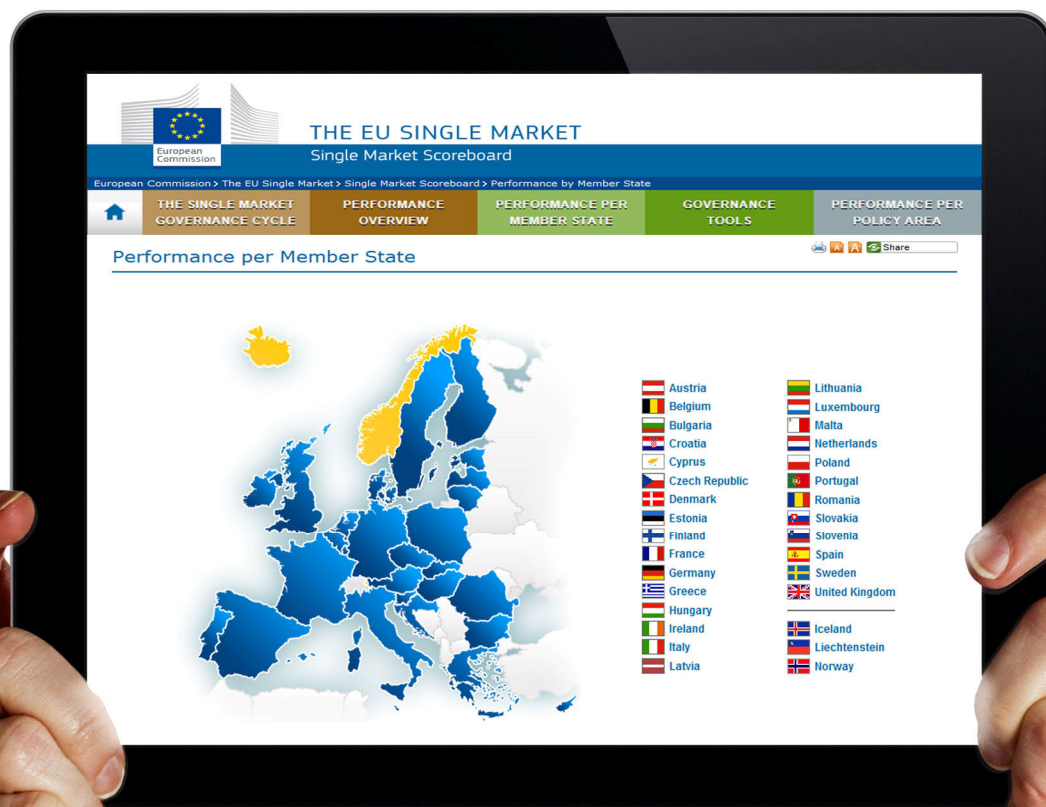 European
Commission
THE EU SINGLE MARKET
Single Market Scoreboard
European Commission > The EU Single Market > Single Market Scoreboard > Performance by Member State
THE SINGLE MARKET
GOVERNANCE CYCLE
PERFORMANCE
OVERVIEW
PERFORMANCE PER
MEMBER STATE
GOVERNANCE
TOOLS
PERFORMANCE PER
POLICY AREA
Performance per Member State
A A Share
Austria
Belgium
Bulgaria
Croatia
Cyprus
Czech Republic
Denmark
Estonia
Finland
France
Germany
Greece
Hungary
Ireland
Italy
Latvia
Lithuania
Luxembourg
Malta
Netherlands
Poland
Portugal
Romania
Slovakia
Slovenia
Spain
Sweden
United Kingdom
Iceland
Liechtenstein
Norway